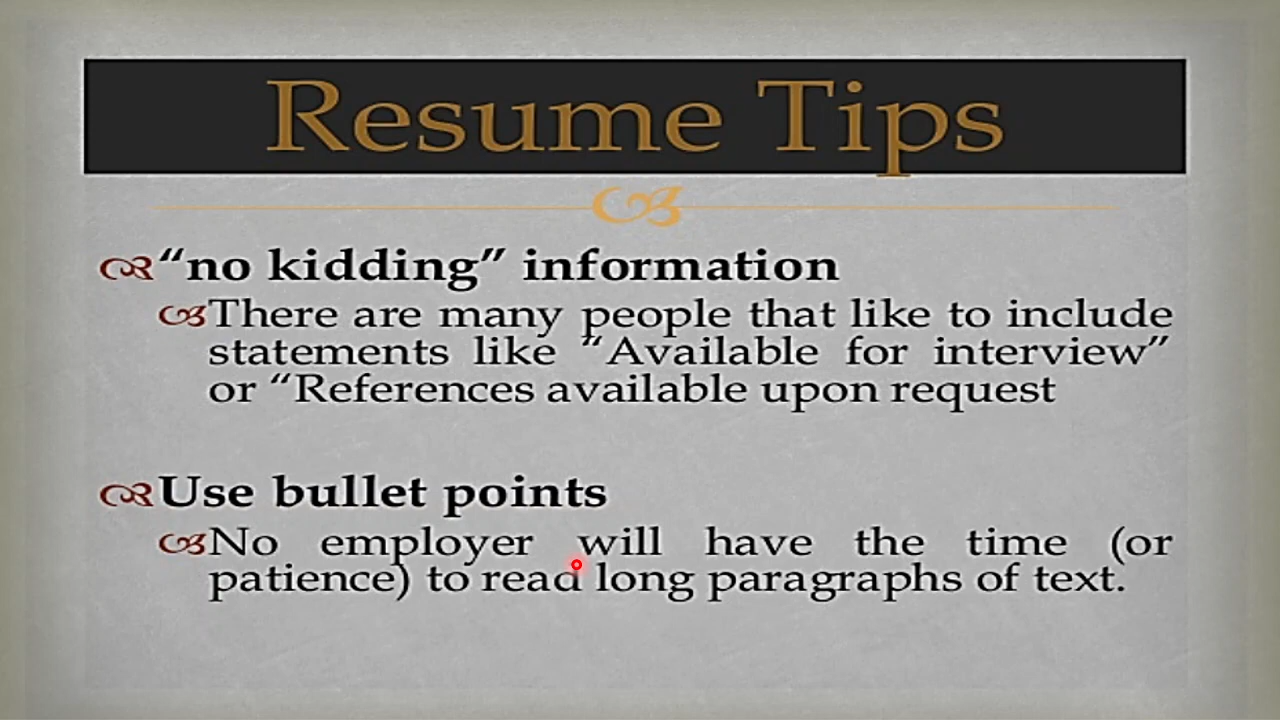 Resume Tips
“no kidding” information
There are many people that like to include
statements like “Available for interview”
or “References available upon request
Use bullet points
No employer will have the time (or
patience) to read long paragraphs of text.